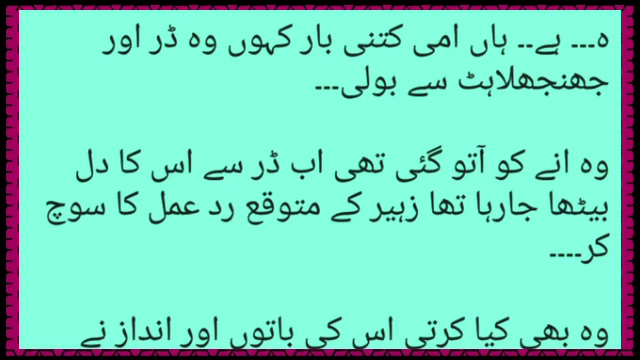 ہ۔۔۔ ہے۔۔ ہاں امی کتنی بار کہوں وہ ڈر اور
جھنجھلاہٹ سے بولی۔۔۔
وہ انے کو آتو گئی تھی اب ڈر سے اس کا دل
بیٹھا جارہا تھا زہیر کے متوقع رد عمل کا سوچ
کر۔۔۔۔
وہ بھی کیا کرتی اس کی باتوں اور انداز نے